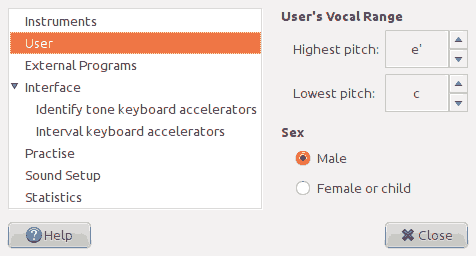 Instruments
User
External Programs
Interface
Identify tone keyboard accelerators
Interval keyboard accelerators
Practise
Sound Setup
Statistics
User's Vocal Range
Highest pitch: e'
Lowest pitch: c
Sex
Male
Female or child
Help
Close